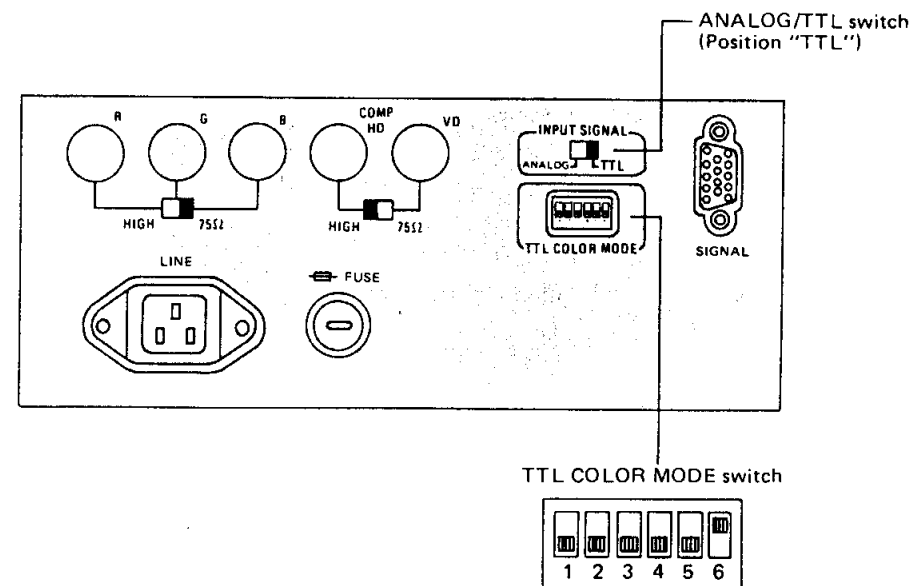 ANALOG/TTL switch
(Position "TTL")
R G B COMP HD VD
INPUT SIGNAL
ANALOG TTL
HIGH 75Ω HIGH 75Ω
TTL COLOR MODE
SIGNAL
LINE
FUSE
TTL COLOR MODE switch
1 2 3 4 5 6